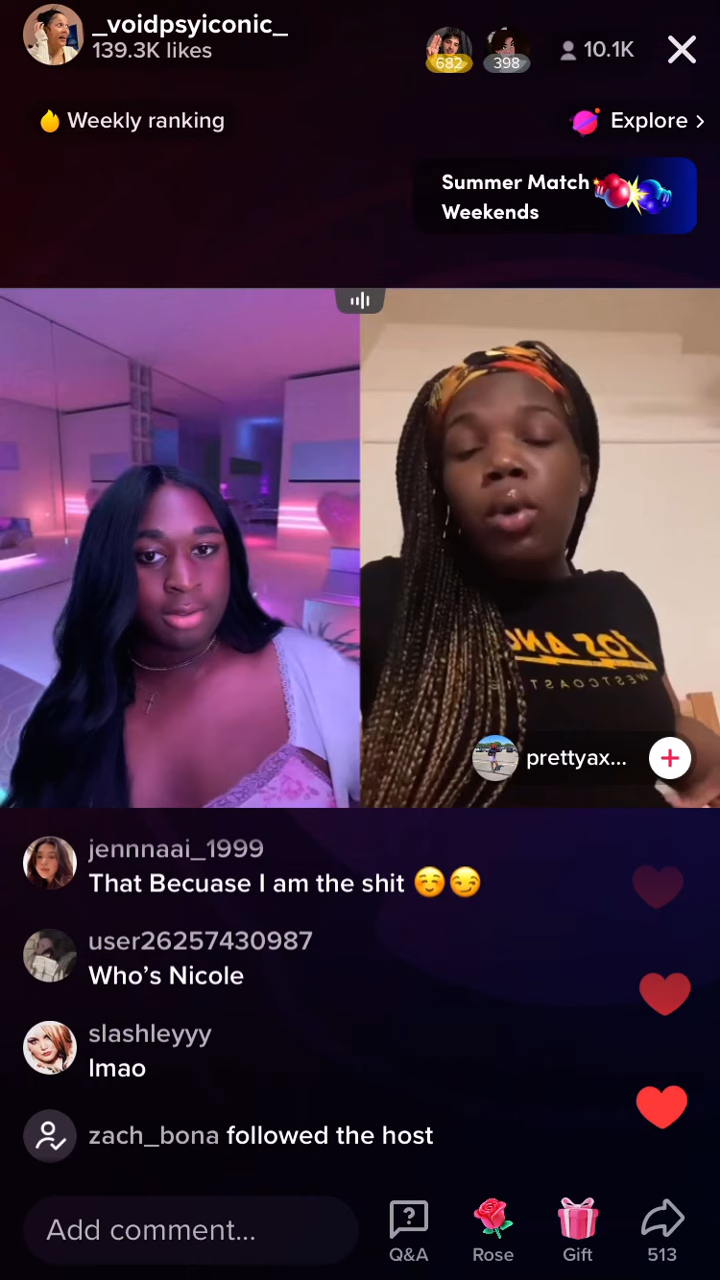 _voidpsyiconic_
139.3K likes
682
398
10.1K
Weekly ranking
Explore
Summer Match
Weekends
WESTCOAST
prettyax...
jennnaai_1999
That Becuase I am the shit ☺️😏
user26257430987
Who’s Nicole
slashleyyy
lmao
zach_bona followed the host
Add comment...
Q&A
Rose
Gift
513